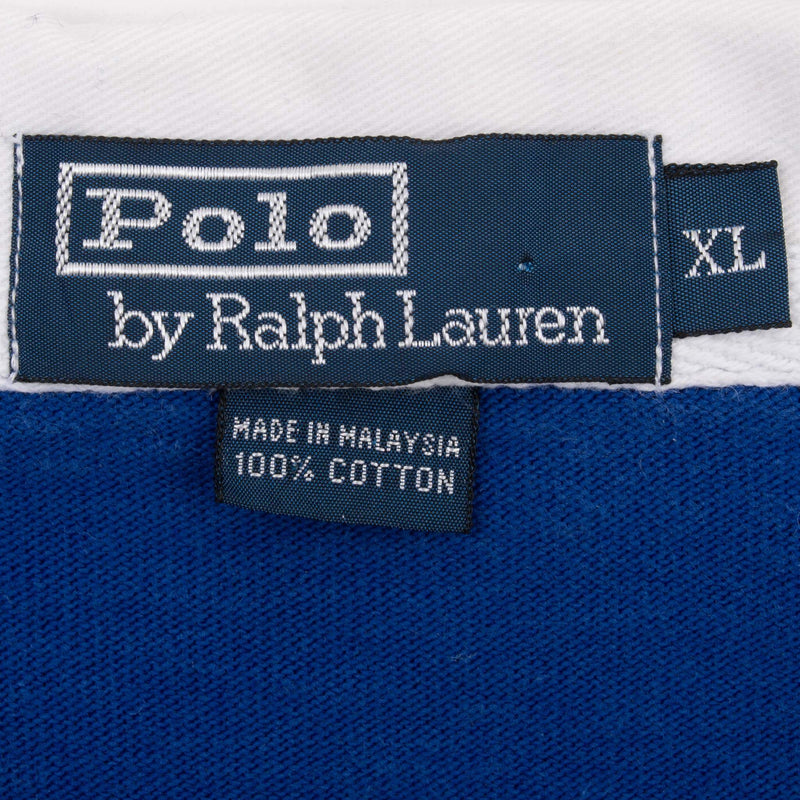 Polo
by Ralph Lauren
XL
MADE IN MALAYSIA
100% COTTON